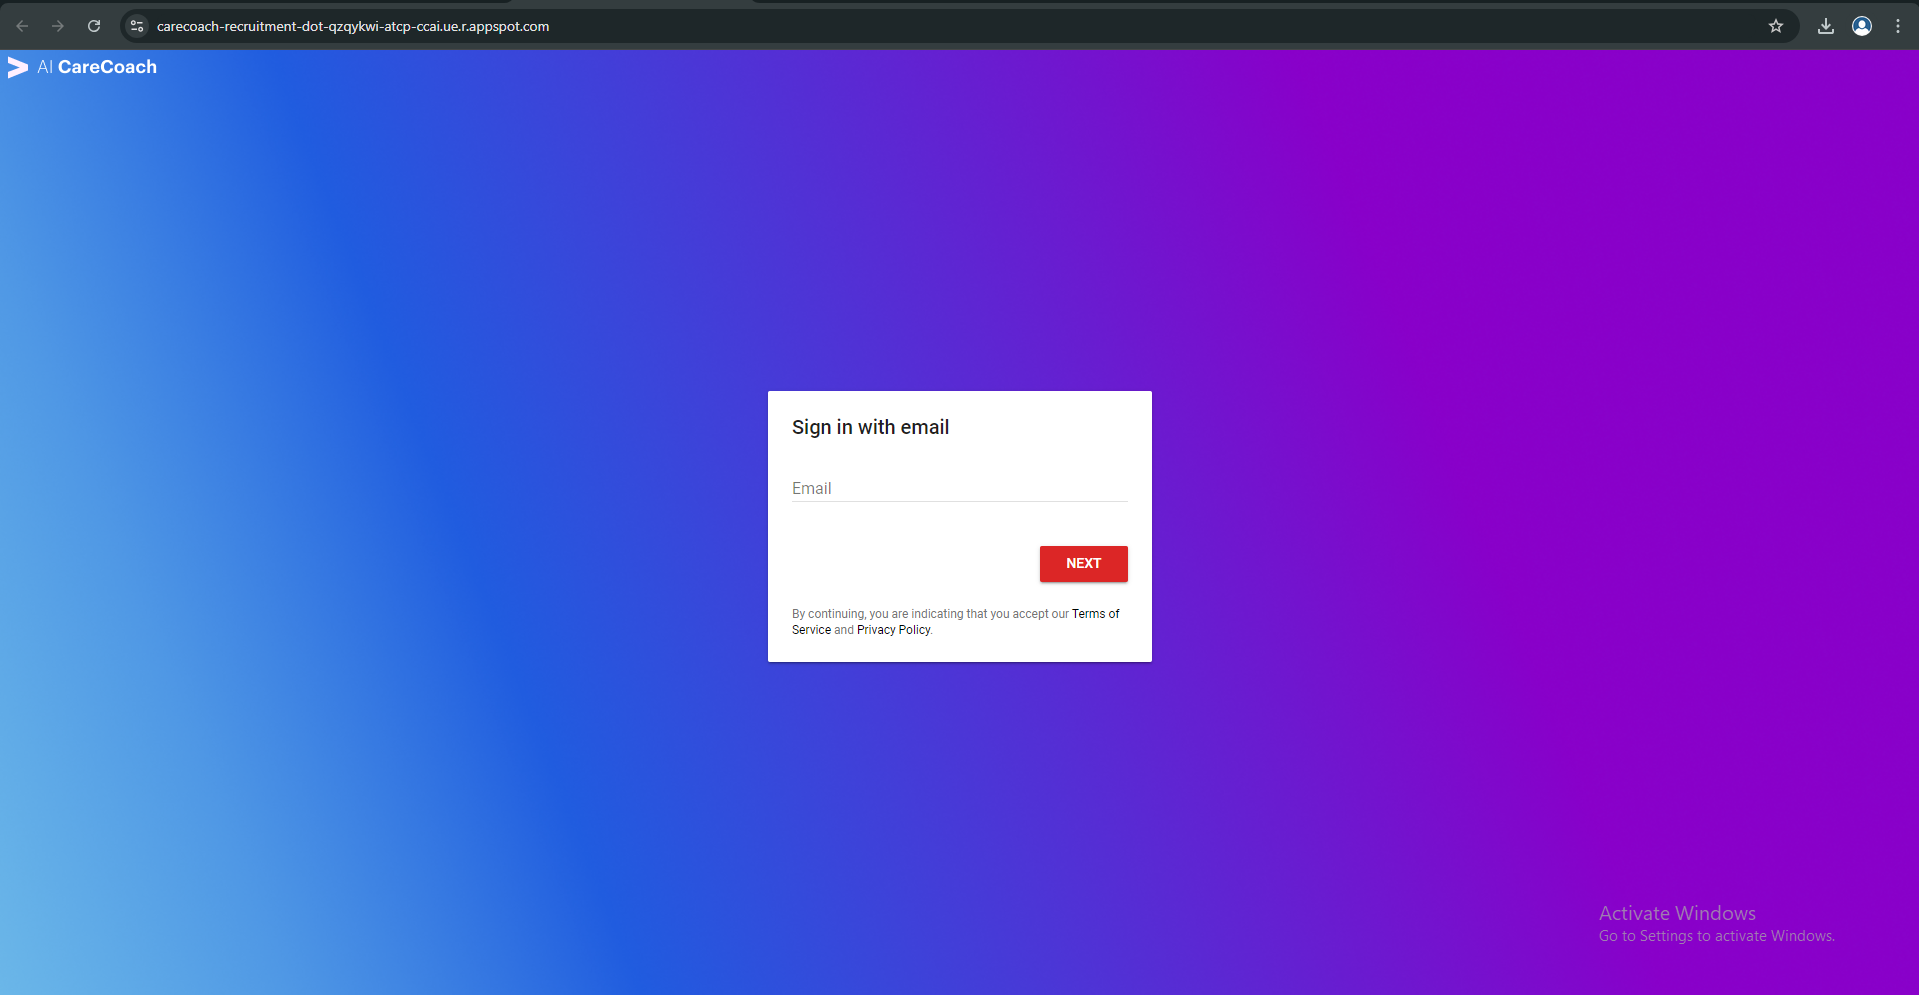 carecoach-recruitment-dot-qzqykwi-atcp-ccai.ue.r.appspot.com
AI CareCoach
Sign in with email
Email
NEXT
By continuing, you are indicating that you accept our Terms of
Service and Privacy Policy.
Activate Windows
Go to Settings to activate Windows.